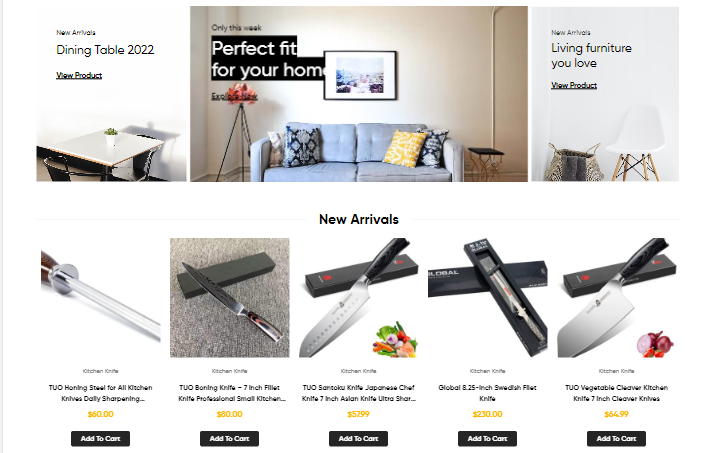 New Arrivals
Dining Table 2022
View Product
Only this week
Perfect fit
for your home
Explore Now
New Arrivals
Living furniture
you love
View Product
New Arrivals
GLOBAL
Kitchen Knife
TUO Honing Steel for All Kitchen
Knives Daily Sharpening...
$60.00
Add To Cart
Kitchen Knife
TUO Boning Knife – 7 Inch Fillet
Knife Professional Small Kitchen...
$80.00
Add To Cart
Kitchen Knife
TUO Santoku Knife Japanese Chef
Knife 7 Inch Asian Knife Ultra Shar...
$57.99
Add To Cart
Kitchen Knife
Global 8.25-Inch Swedish Filet
Knife
$230.00
Add To Cart
Kitchen Knife
TUO Vegetable Cleaver Kitchen
Knife 7 Inch Cleaver Knives
$64.99
Add To Cart